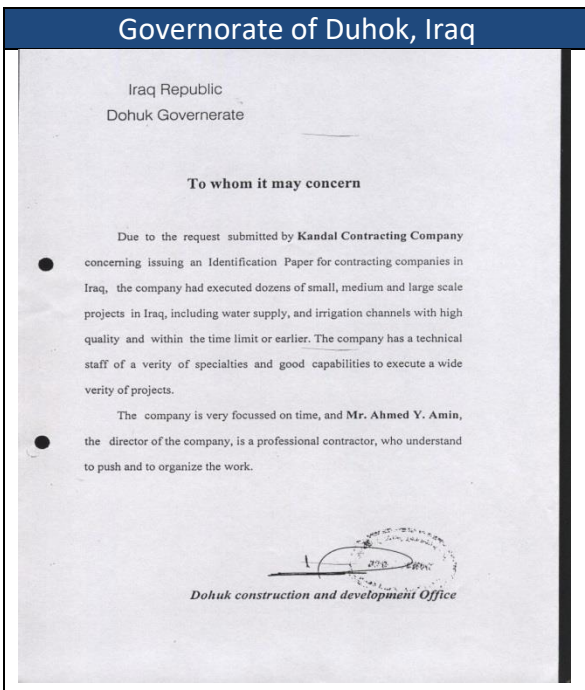 Governorate of Duhok, Iraq
Iraq Republic
Dohuk Governerate
To whom it may concern
Due to the request submitted by Kandal Contracting Company
concerning issuing an Identification Paper for contracting companies in
Iraq, the company had executed dozens of small, medium and large scale
projects in Iraq, including water supply, and irrigation channels with high
quality and within the time limit or earlier. The company has a technical
staff of a verity of specialties and good capabilities to execute a wide
verity of projects.
The company is very focussed on time, and Mr. Ahmed Y. Amin,
the director of the company, is a professional contractor, who understand
to push and to organize the work.
Dohuk construction and development Office